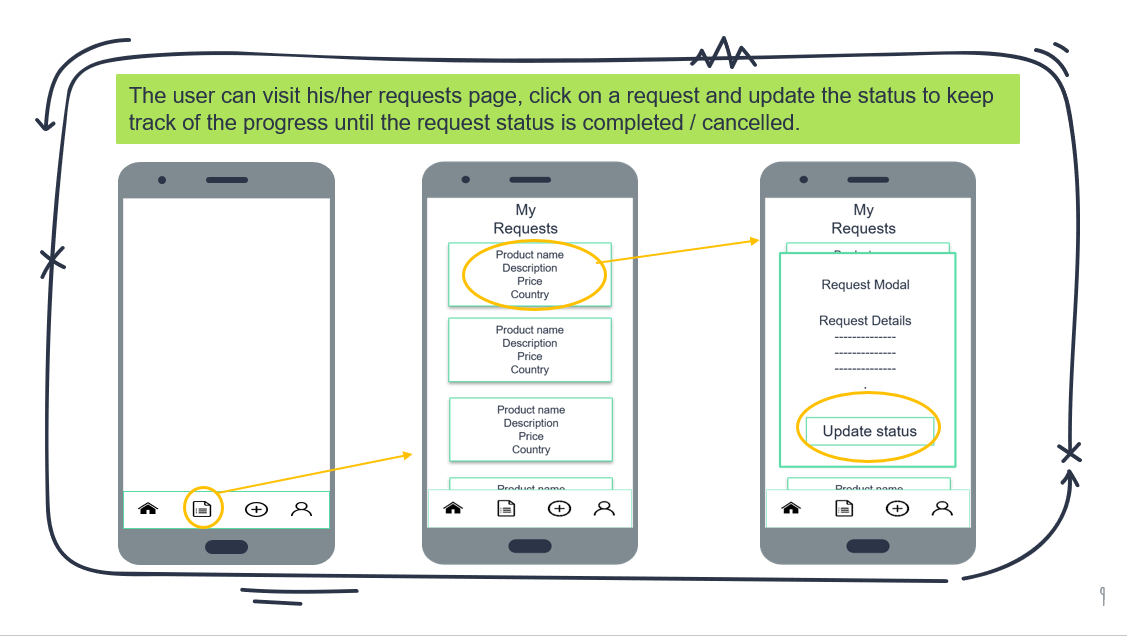 The user can visit his/her requests page, click on a request and update the status to keep
track of the progress until the request status is completed / cancelled.
My
Requests
Product name
Description
Price
Country
Product name
Description
Price
Country
Product name
Description
Price
Country
Product name
My
Requests
Request Modal
Request Details
--------------
--------------
--------------
.
Update status
Product name
9